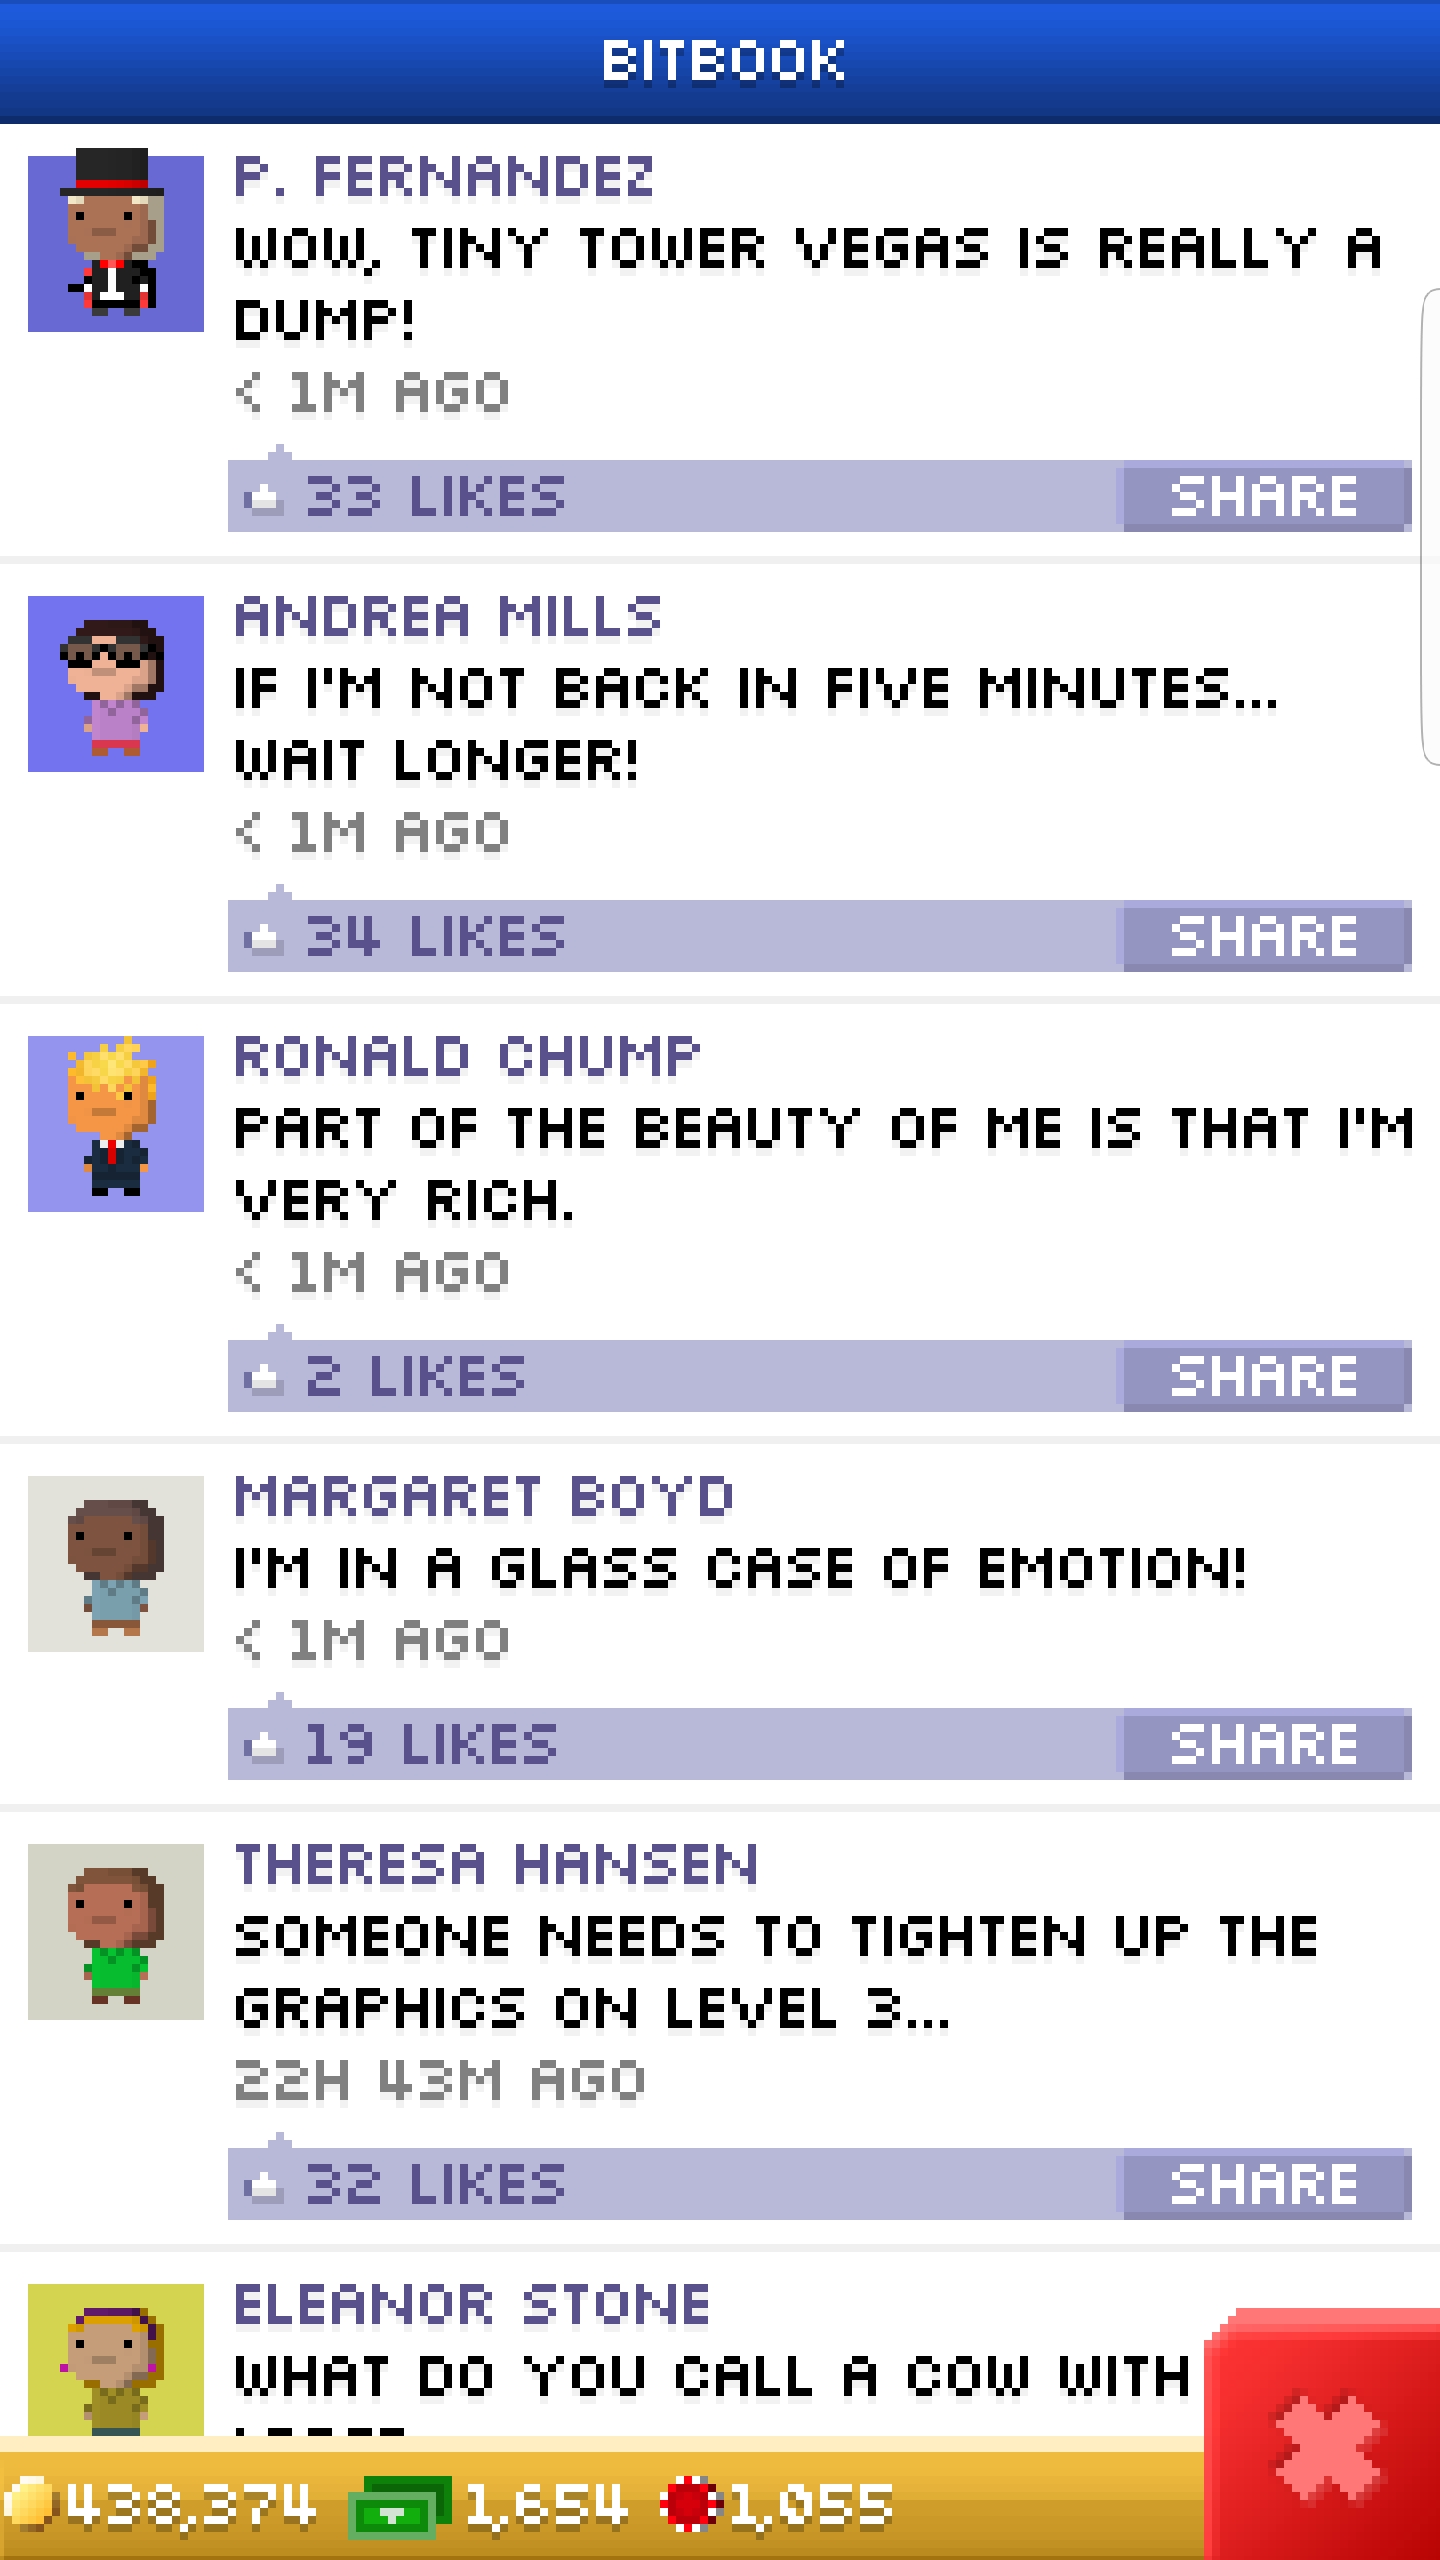 BITBOOK
P. FERNANDEZ
WOW, TINY TOWER VEGAS IS REALLY A
DUMP!
< 1M AGO
33 LIKES
SHARE
ANDREA MILLS
IF I'M NOT BACK IN FIVE MINUTES...
WAIT LONGER!
< 1M AGO
34 LIKES
SHARE
RONALD CHUMP
PART OF THE BEAUTY OF ME IS THAT I'M
VERY RICH.
< 1M AGO
2 LIKES
SHARE
MARGARET BOYD
I'M IN A GLASS CASE OF EMOTION!
< 1M AGO
19 LIKES
SHARE
THERESA HANSEN
SOMEONE NEEDS TO TIGHTEN UP THE
GRAPHICS ON LEVEL 3...
22H 43M AGO
32 LIKES
SHARE
ELEANOR STONE
WHAT DO YOU CALL A COW WITH
438,374 1,654 1,055